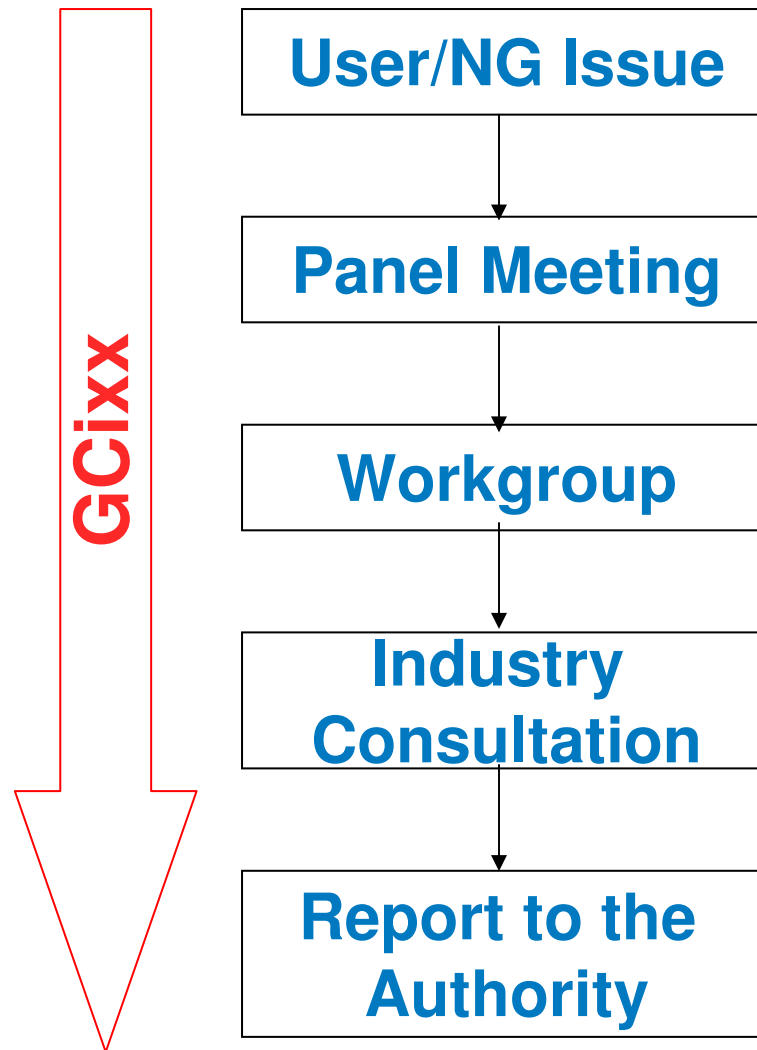 User/NG Issue
Panel Meeting
GCixx
Workgroup
Industry
Consultation
Report to the
Authority